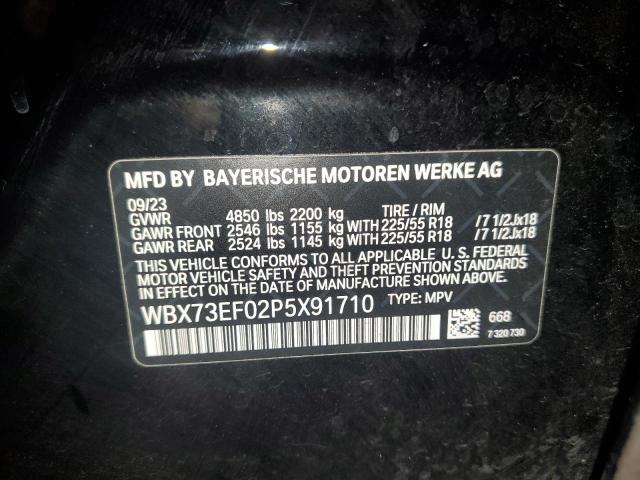 MFD BY BAYERISCHE MOTOREN WERKE AG
09/23
GVWR 4850 lbs 2200 kg TIRE / RIM
GAWR FRONT 2546 lbs 1155 kg WITH 225/55 R18 /7 1/2Jx18
GAWR REAR 2524 lbs 1145 kg WITH 225/55 R18 /7 1/2Jx18
THIS VEHICLE CONFORMS TO ALL APPLICABLE U. S. FEDERAL
MOTOR VEHICLE SAFETY AND THEFT PREVENTION STANDARDS
IN EFFECT ON THE DATE OF MANUFACTURE SHOWN ABOVE.
WBX73EF02P5X91710 TYPE: MPV
668
7 320 730